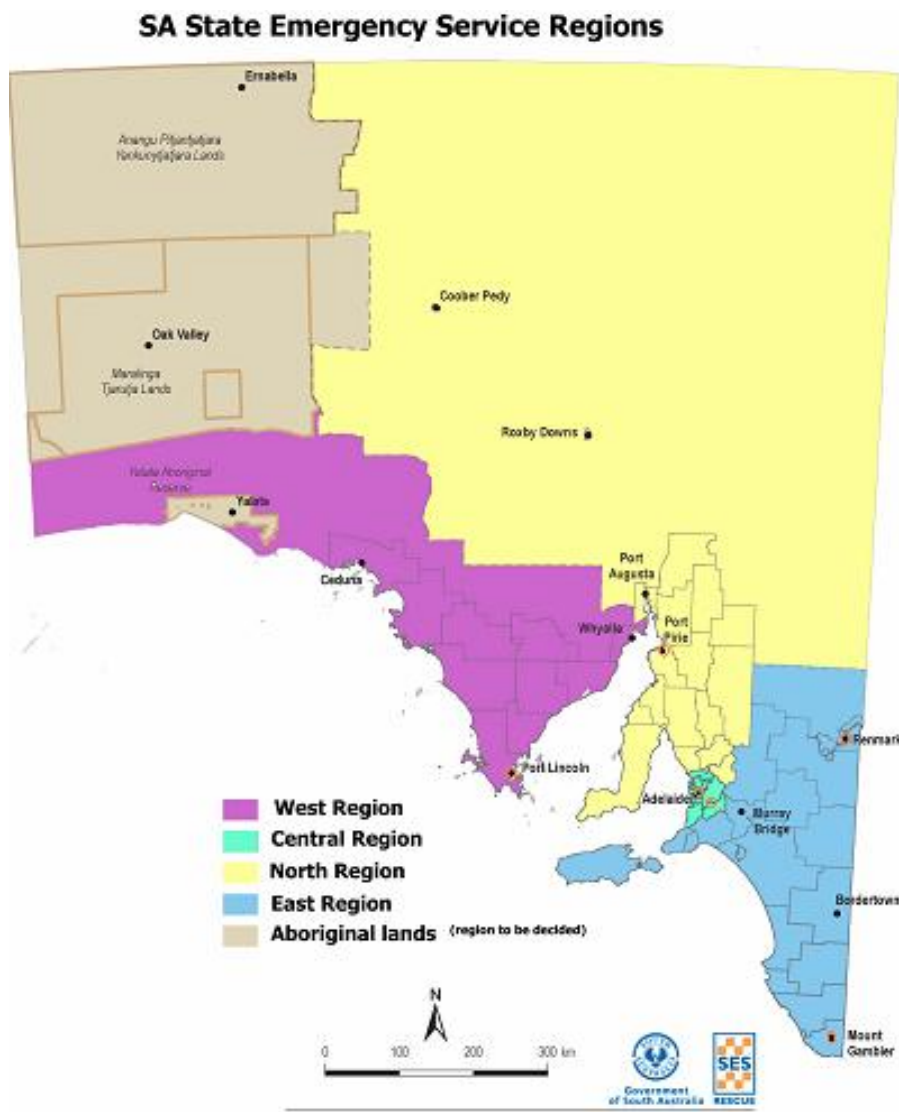 SA State Emergency Service Regions
Ernabella
Anangu Pitjantjatjara
Yankunytjatjara Lands
Coober Pedy
Oak Valley
Maralinga
Tjarutja Lands
Roxby Downs
Yalata Aboriginal
Yalata
Port
Augusta
Ceduna
Port
Pirie
Whyalla
Renmark
Port Lincoln
Adelaide
Murray
Bridge
West Region
Central Region
North Region
East Region
Bordertown
Aboriginal lands (region to be decided)
N
0 100 200 300 km
Mount
Gambier
SES
Government
of South Australia
RESCUE